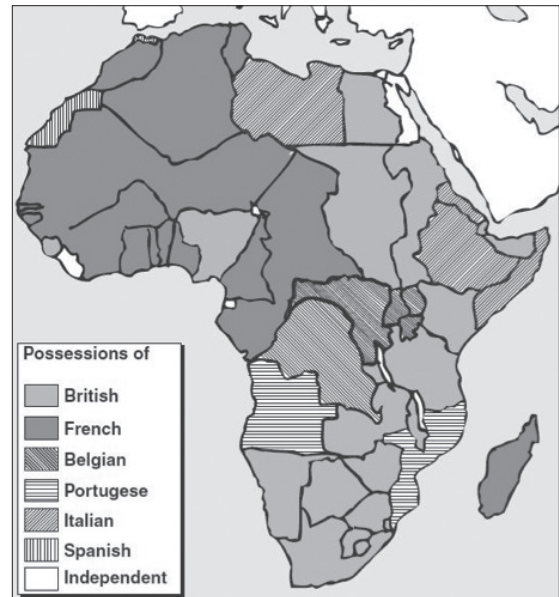 Possessions of
British
French
Belgian
Portugese
Italian
Spanish
Independent